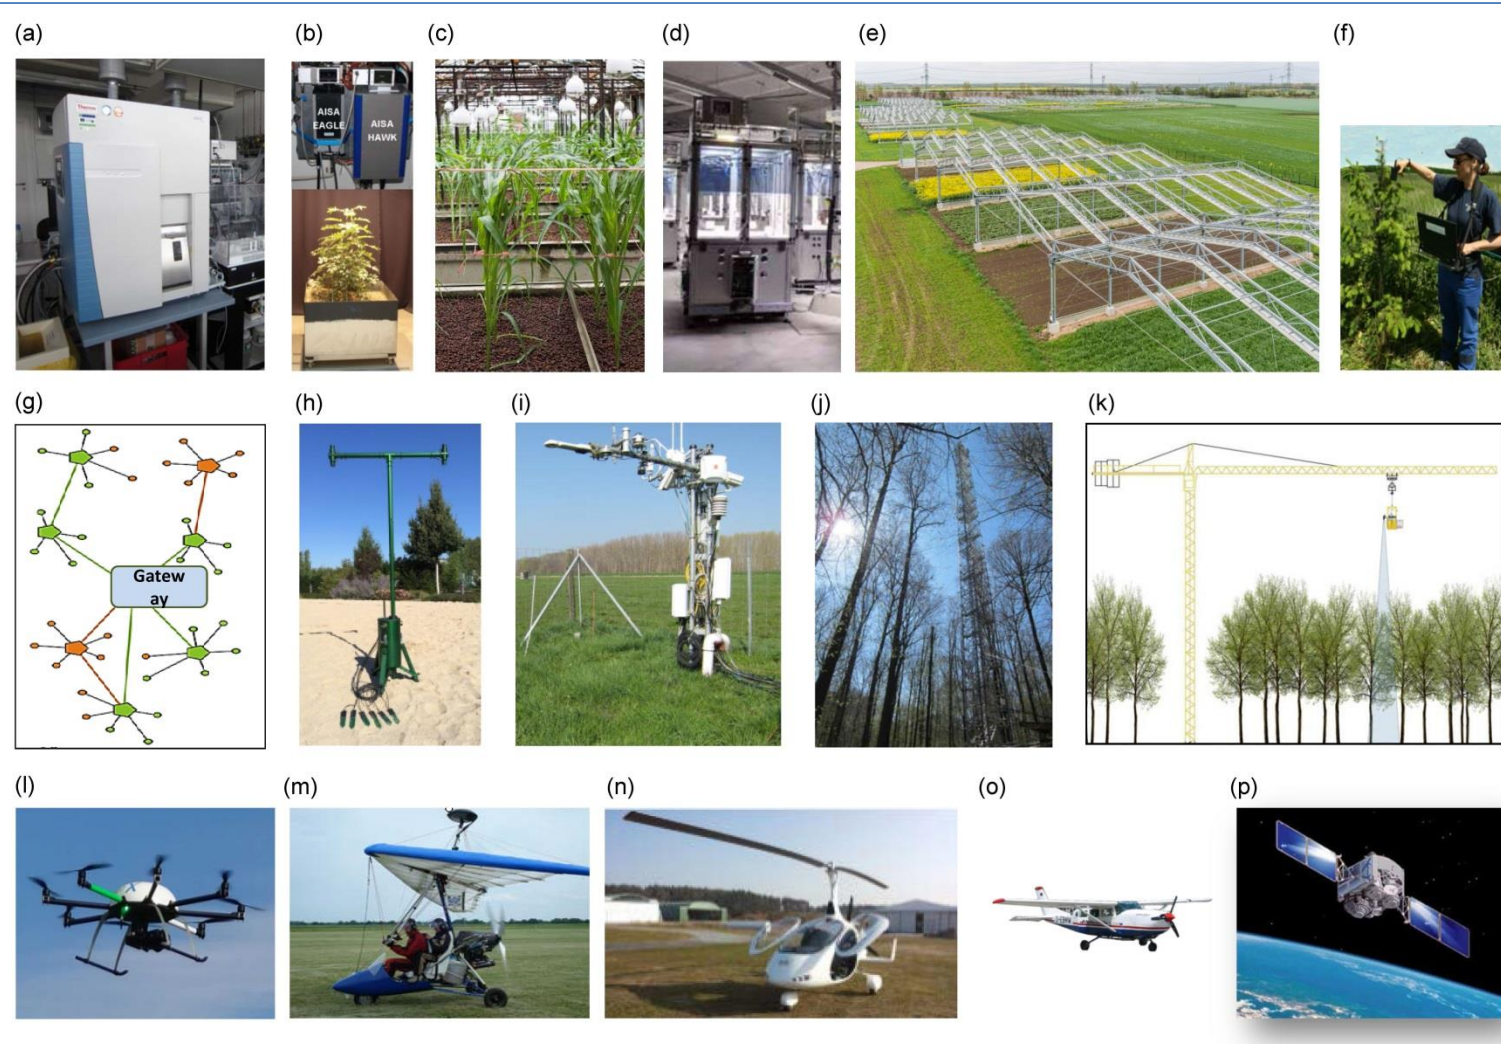 (a)
(b)
(c)
(d)
(e)
(f)
AISA
EAGLE
AISA
HAWK
(g)
(h)
(i)
(j)
(k)
Gatew
ay
(l)
(m)
(n)
(o)
(p)